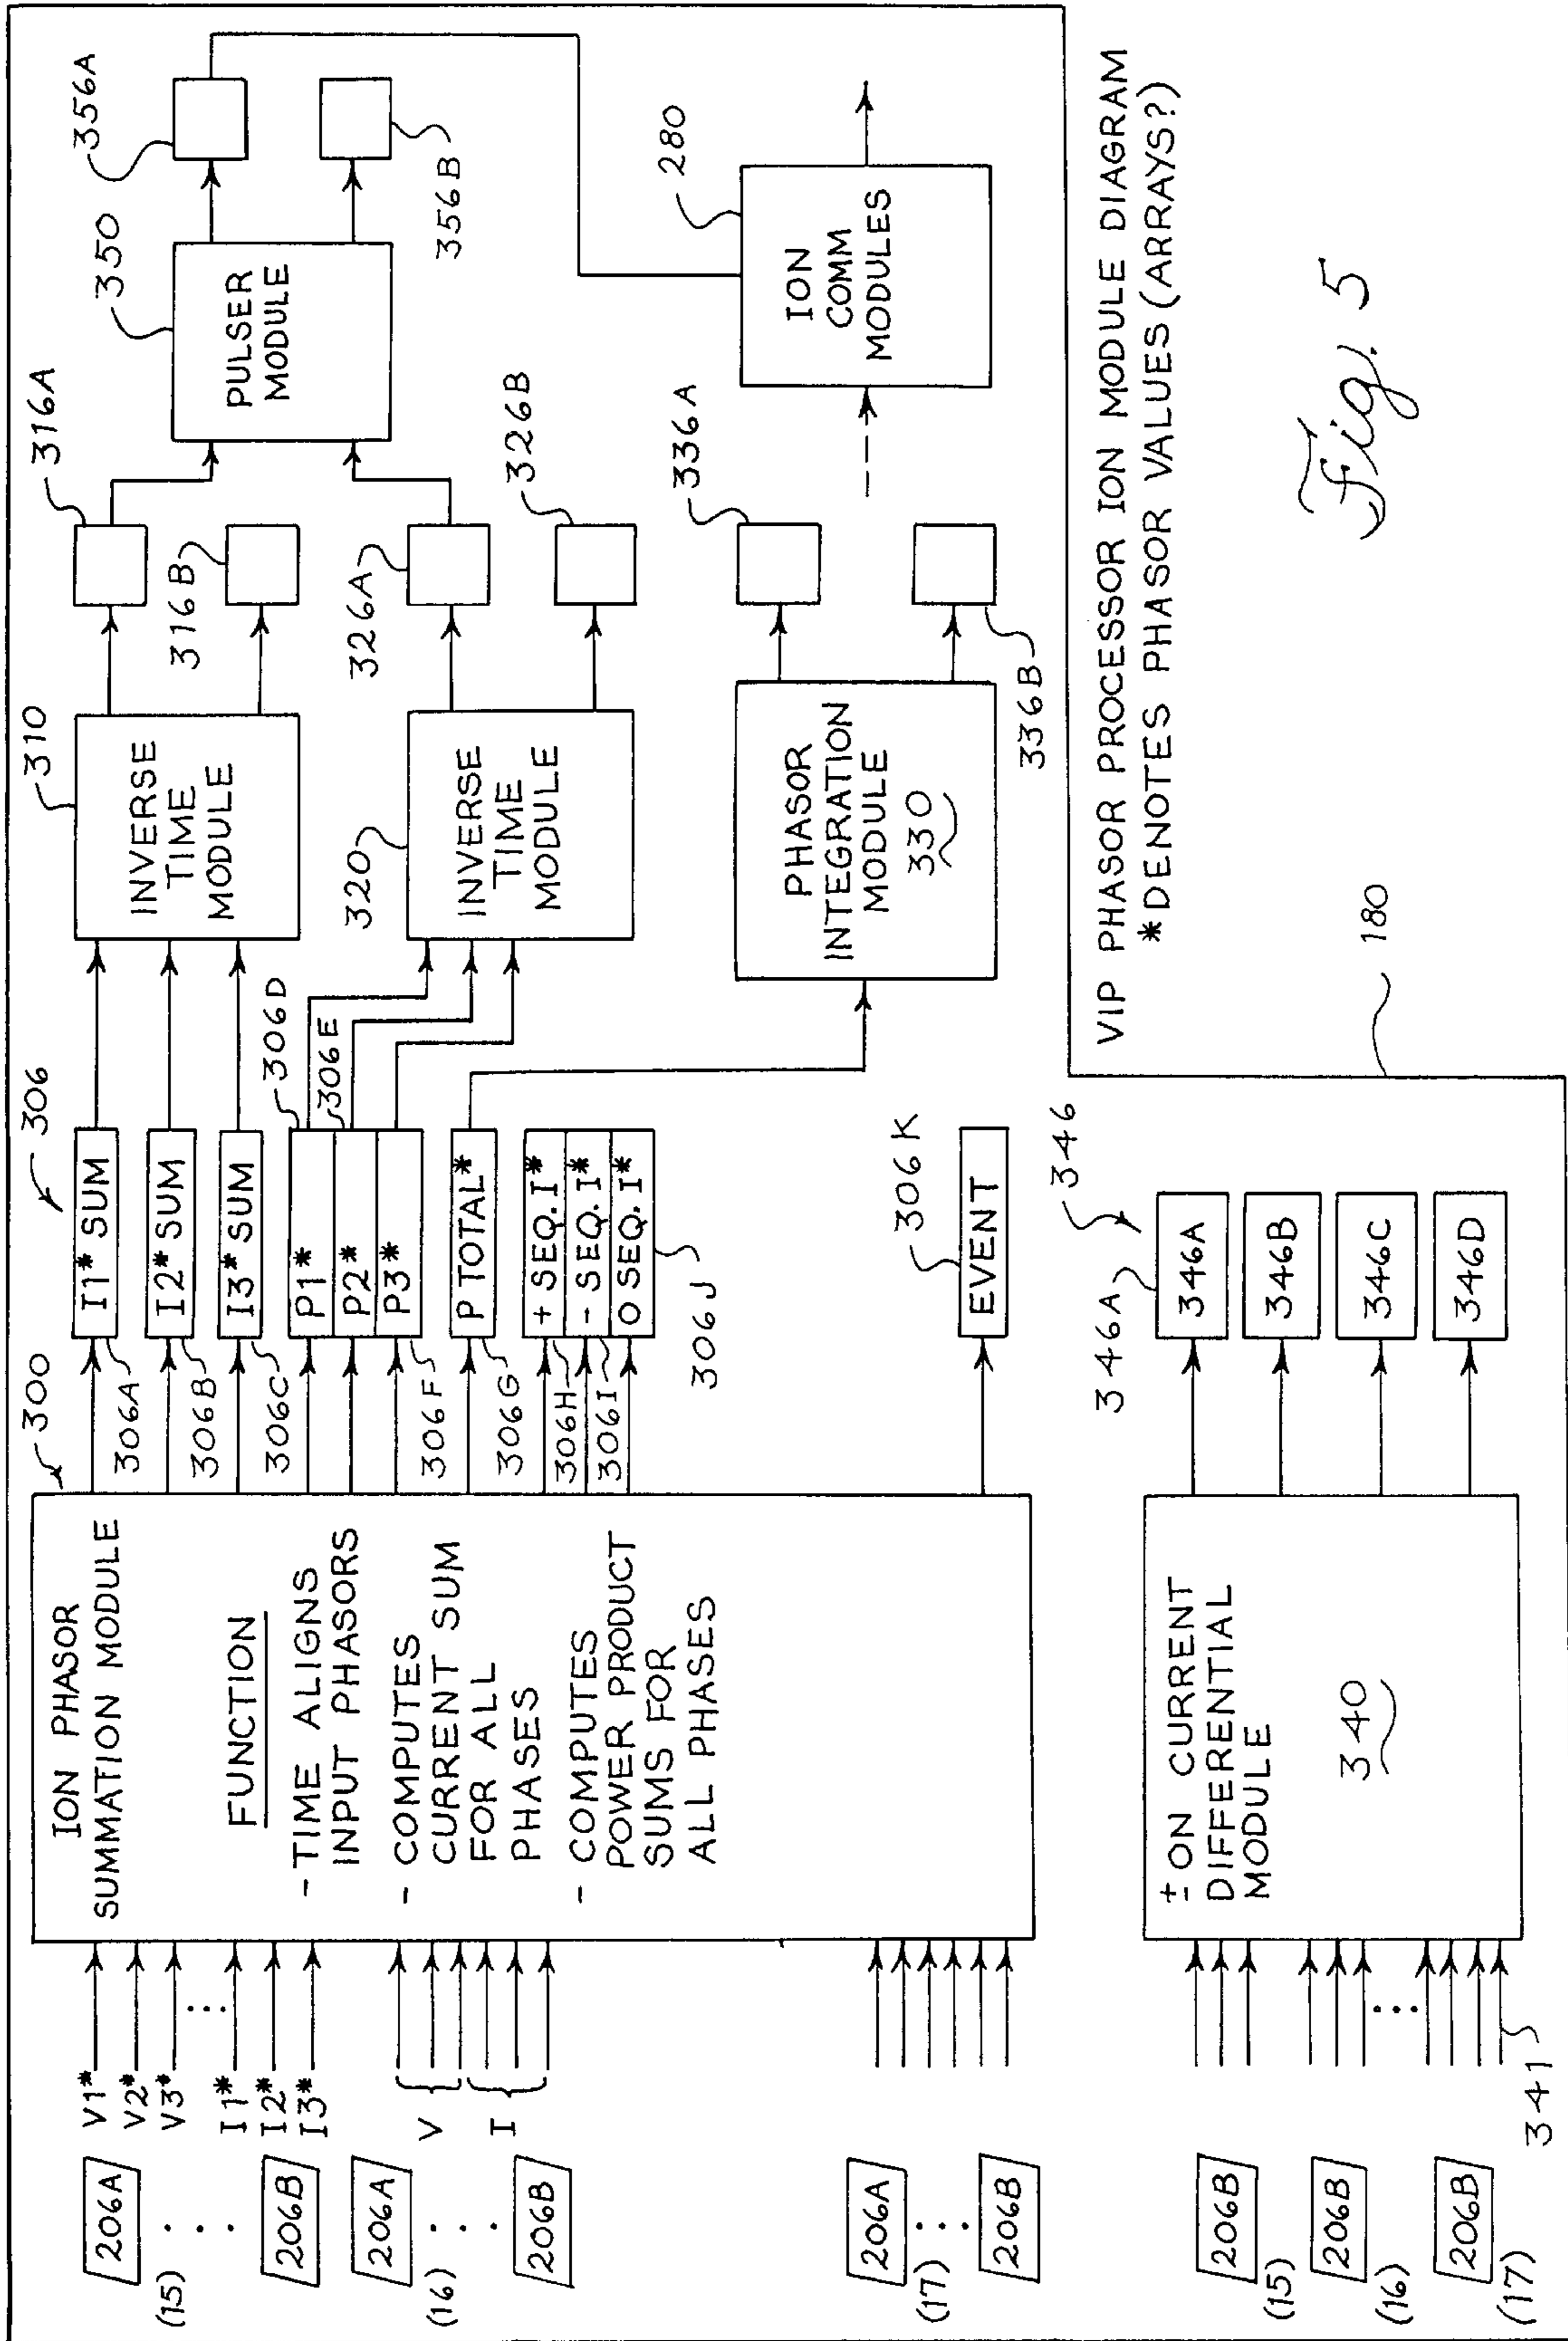 300
306
310
316A
350
356A
V1*
V2*
V3*
...
I1*
I2*
I3*
206A
(15)
...
206B
ION PHASOR
SUMMATION MODULE
FUNCTION
- TIME ALIGNS
INPUT PHASORS
- COMPUTES
CURRENT SUM
FOR ALL
PHASES
- COMPUTES
POWER PRODUCT
SUMS FOR
ALL PHASES
206A
(16)
...
206B
V
I
206A
(17)
...
206B
I1* SUM
306A
I2* SUM
306B
I3* SUM
306C
P1*
306D
P2*
306E
P3*
306F
P TOTAL*
306G
+ SEQ. I*
306H
- SEQ. I*
306I
O SEQ. I*
306J
EVENT
306K
INVERSE
TIME
MODULE
316B
320
INVERSE
TIME
MODULE
326A
326B
PULSER
MODULE
356B
PHASOR
INTEGRATION
MODULE
330
336A
336B
ION
COMM
MODULES
280
206B
(15)
206B
(16)
206B
(17)
...
341
± ON CURRENT
DIFFERENTIAL
MODULE
340
346A
346
346A
346B
346C
346D
180
VIP PHASOR PROCESSOR ION MODULE DIAGRAM
*DENOTES PHASOR VALUES (ARRAYS?)
Fig. 5